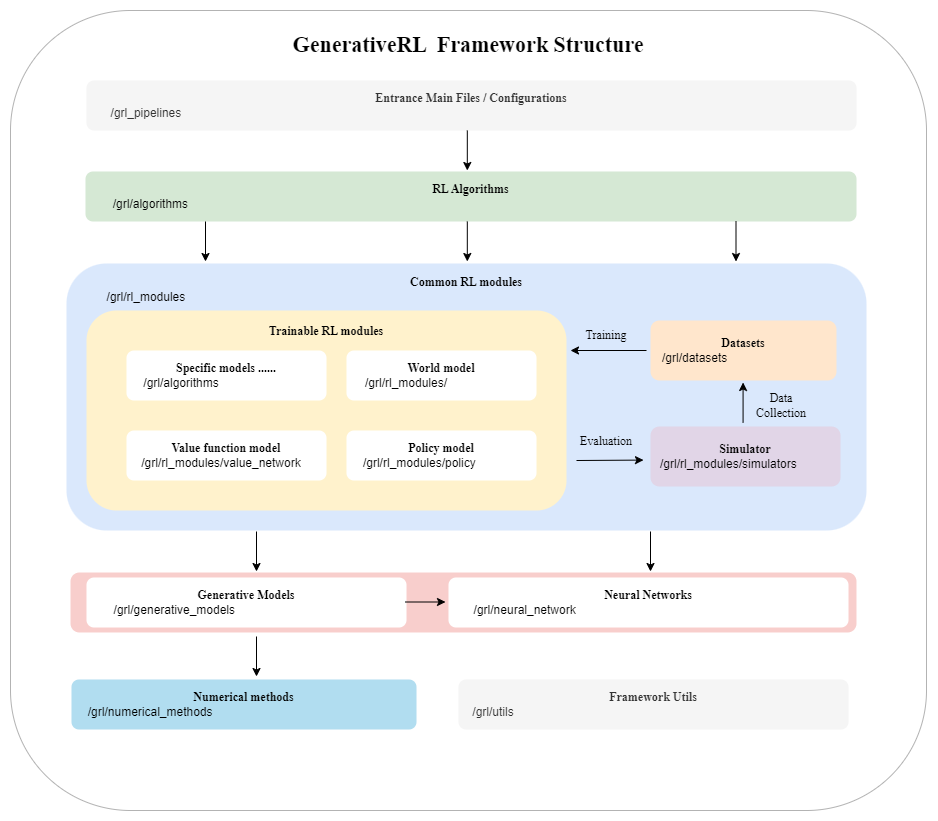 GenerativeRL Framework Structure
Entrance Main Files / Configurations
/grl_pipelines
RL Algorithms
/grl/algorithms
Common RL modules
/grl/rl_modules
Trainable RL modules
Specific models ......
/grl/algorithms
World model
/grl/rl_modules/
Value function model
/grl/rl_modules/value_network
Policy model
/grl/rl_modules/policy
Training
Datasets
/grl/datasets
Data
Collection
Evaluation
Simulator
/grl/rl_modules/simulators
Generative Models
/grl/generative_models
Neural Networks
/grl/neural_network
Numerical methods
/grl/numerical_methods
Framework Utils
/grl/utils